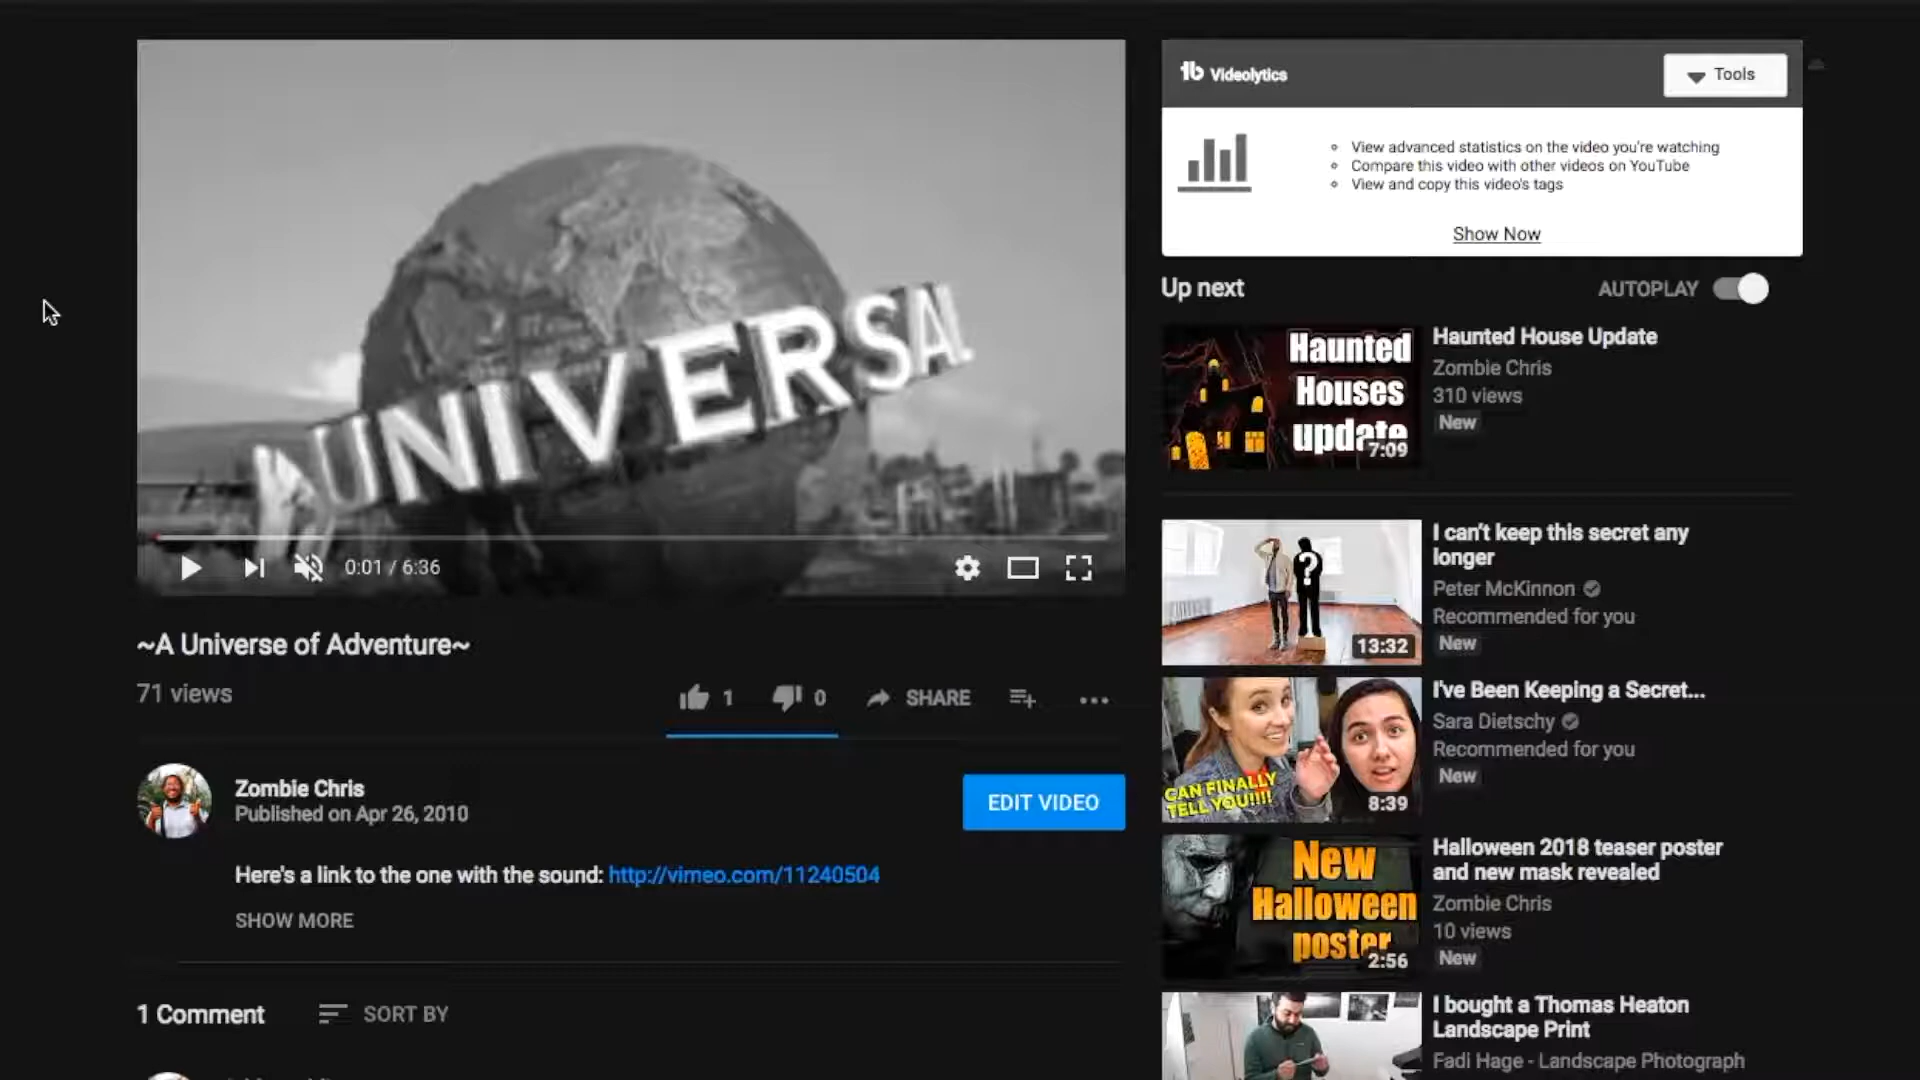 UNIVERSAL
0:01 / 6:36
~A Universe of Adventure~
71 views
1
0
SHARE
Zombie Chris
Published on Apr 26, 2010
EDIT VIDEO
Here's a link to the one with the sound: http://vimeo.com/11240504
SHOW MORE
1 Comment
SORT BY
tb Videolytics
Tools
View advanced statistics on the video you're watching
Compare this video with other videos on YouTube
View and copy this video's tags
Show Now
Up next
AUTOPLAY
Haunted
Houses
update
7:09
Haunted House Update
Zombie Chris
310 views
New
?
13:32
I can't keep this secret any
longer
Peter McKinnon
Recommended for you
New
CAN FINALLY
TELL YOU!!!!
8:39
I've Been Keeping a Secret...
Sara Dietschy
Recommended for you
New
New
Halloween
poster
2:56
Halloween 2018 teaser poster
and new mask revealed
Zombie Chris
10 views
New
I bought a Thomas Heaton
Landscape Print
Fadi Hage - Landscape Photograph